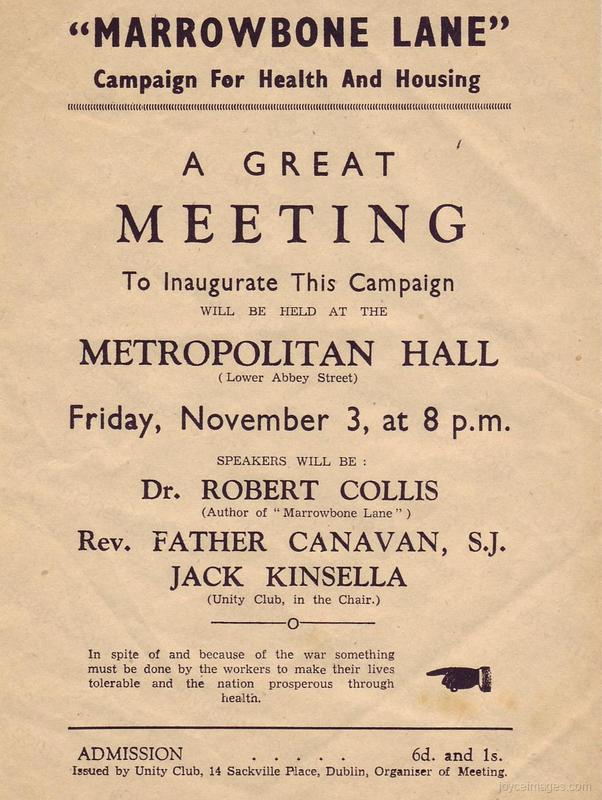 "MARROWBONE LANE"
Campaign For Health And Housing
A GREAT
MEETING
To Inaugurate This Campaign
WILL BE HELD AT THE
METROPOLITAN HALL
(Lower Abbey Street)
Friday, November 3, at 8 p.m.
SPEAKERS WILL BE :
Dr. ROBERT COLLIS
(Author of "Marrowbone Lane")
Rev. FATHER CANAVAN, S.J.
JACK KINSELLA
(Unity Club, in the Chair.)
In spite of and because of the war something
must be done by the workers to make their lives
tolerable and the nation prosperous through
health.
ADMISSION . . . . . 6d. and 1s.
Issued by Unity Club, 14 Sackville Place, Dublin, Organiser of Meeting.
joyceimages.com